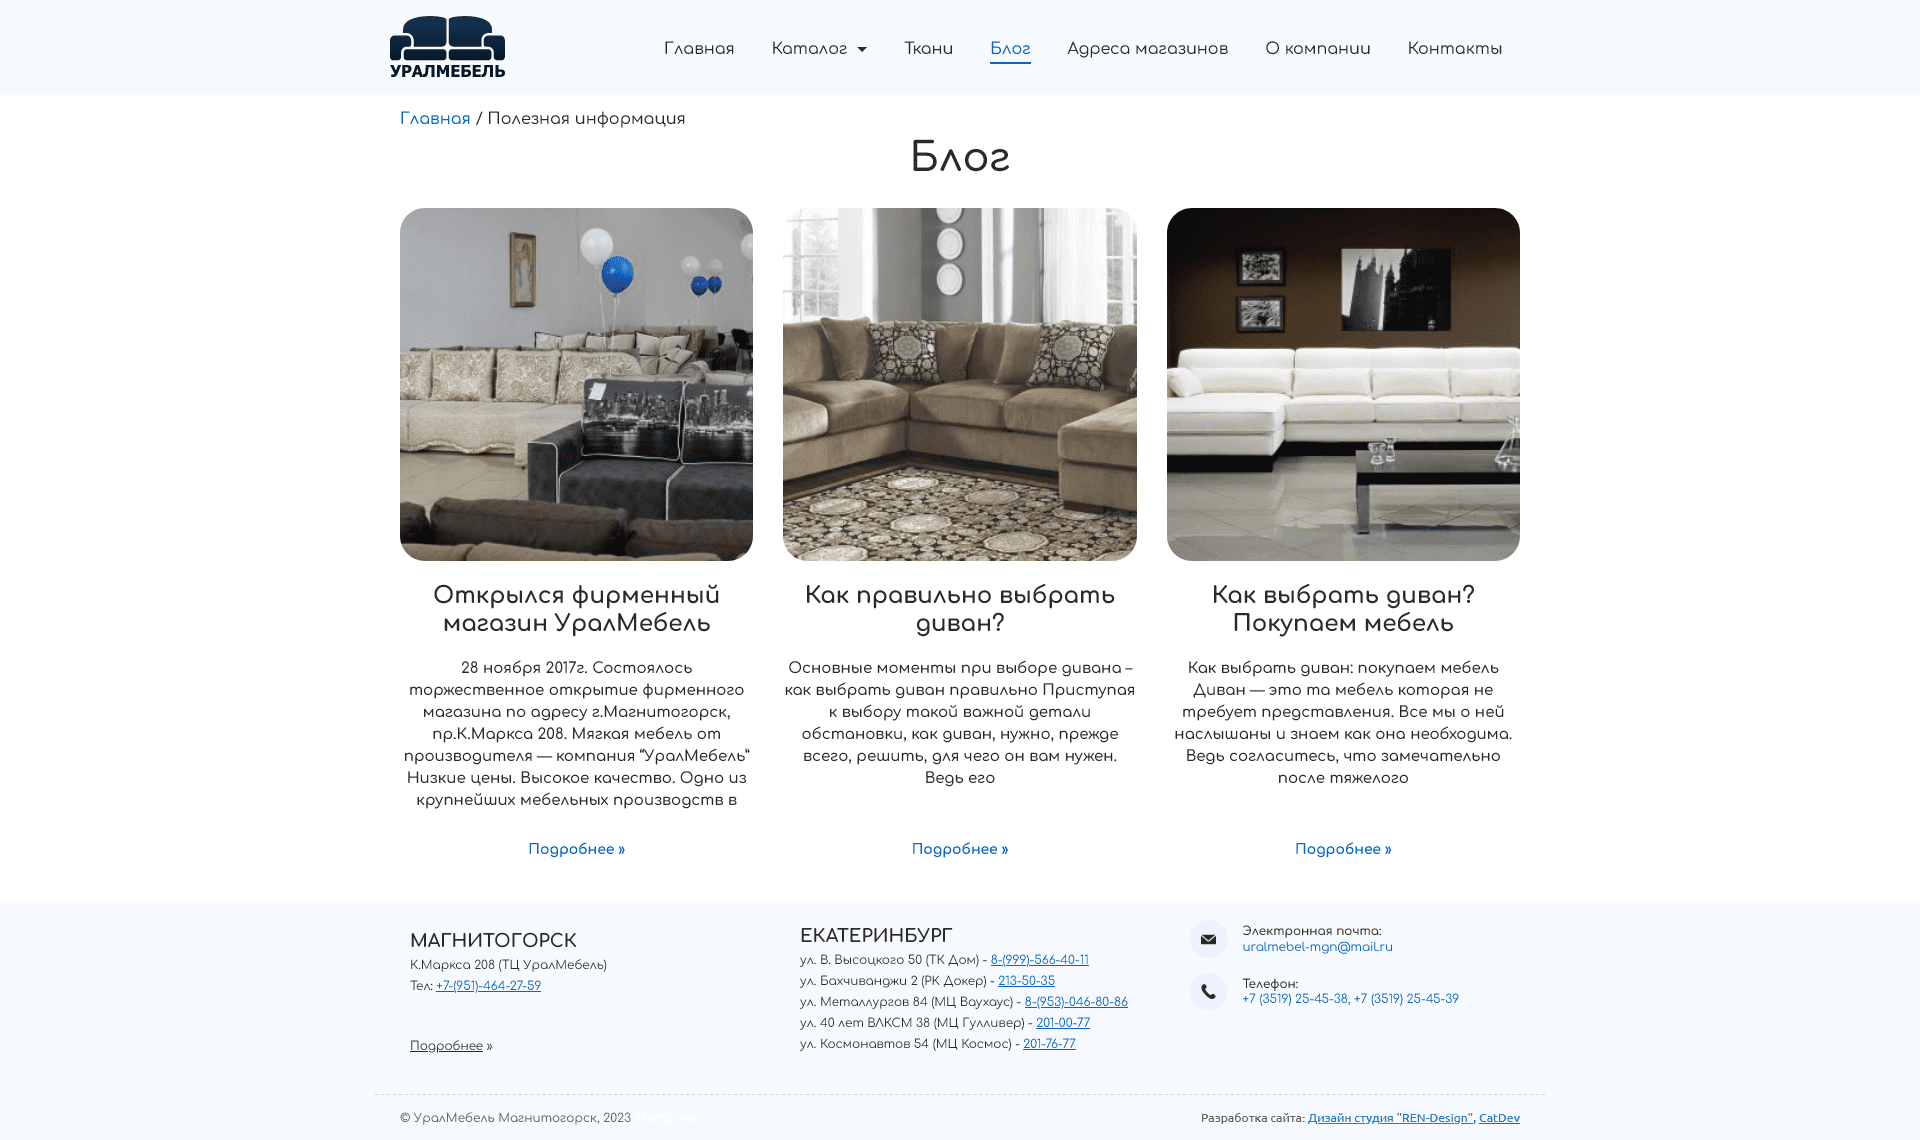 УРАЛМЕБЕЛЬ
Главная
Каталог
Ткани
Блог
Адреса магазинов
О компании
Контакты
Главная / Полезная информация
Блог
Открылся фирменный
магазин УралМебель
28 ноября 2017г. Состоялось
торжественное открытие фирменного
магазина по адресу г.Магнитогорск,
пр.К.Маркса 208. Мягкая мебель от
производителя — компания “УралМебель”
Низкие цены. Высокое качество. Одно из
крупнейших мебельных производств в
Подробнее »
Как правильно выбрать
диван?
Основные моменты при выборе дивана –
как выбрать диван правильно Приступая
к выбору такой важной детали
обстановки, как диван, нужно, прежде
всего, решить, для чего он вам нужен.
Ведь его
Подробнее »
Как выбрать диван?
Покупаем мебель
Как выбрать диван: покупаем мебель
Диван — это та мебель которая не
требует представления. Все мы о ней
наслышаны и знаем как она необходима.
Ведь согласитесь, что замечательно
после тяжелого
Подробнее »
МАГНИТОГОРСК
К.Маркса 208 (ТЦ УралМебель)
Тел: +7-(951)-464-27-59
Подробнее »
ЕКАТЕРИНБУРГ
ул. В. Высоцкого 50 (ТК Дом) - 8-(999)-566-40-11
ул. Бахчиванджи 2 (РК Докер) - 213-50-35
ул. Металлургов 84 (МЦ Ваухаус) - 8-(953)-046-80-86
ул. 40 лет ВЛКСМ 38 (МЦ Гулливер) - 201-00-77
ул. Космонавтов 54 (МЦ Космос) - 201-76-77
Электронная почта:
uralmebel-mgn@mail.ru
Телефон:
+7 (3519) 25-45-38, +7 (3519) 25-45-39
© УралМебель Магнитогорск, 2023
Разработка сайта: Дизайн студия "REN-Design", CatDev